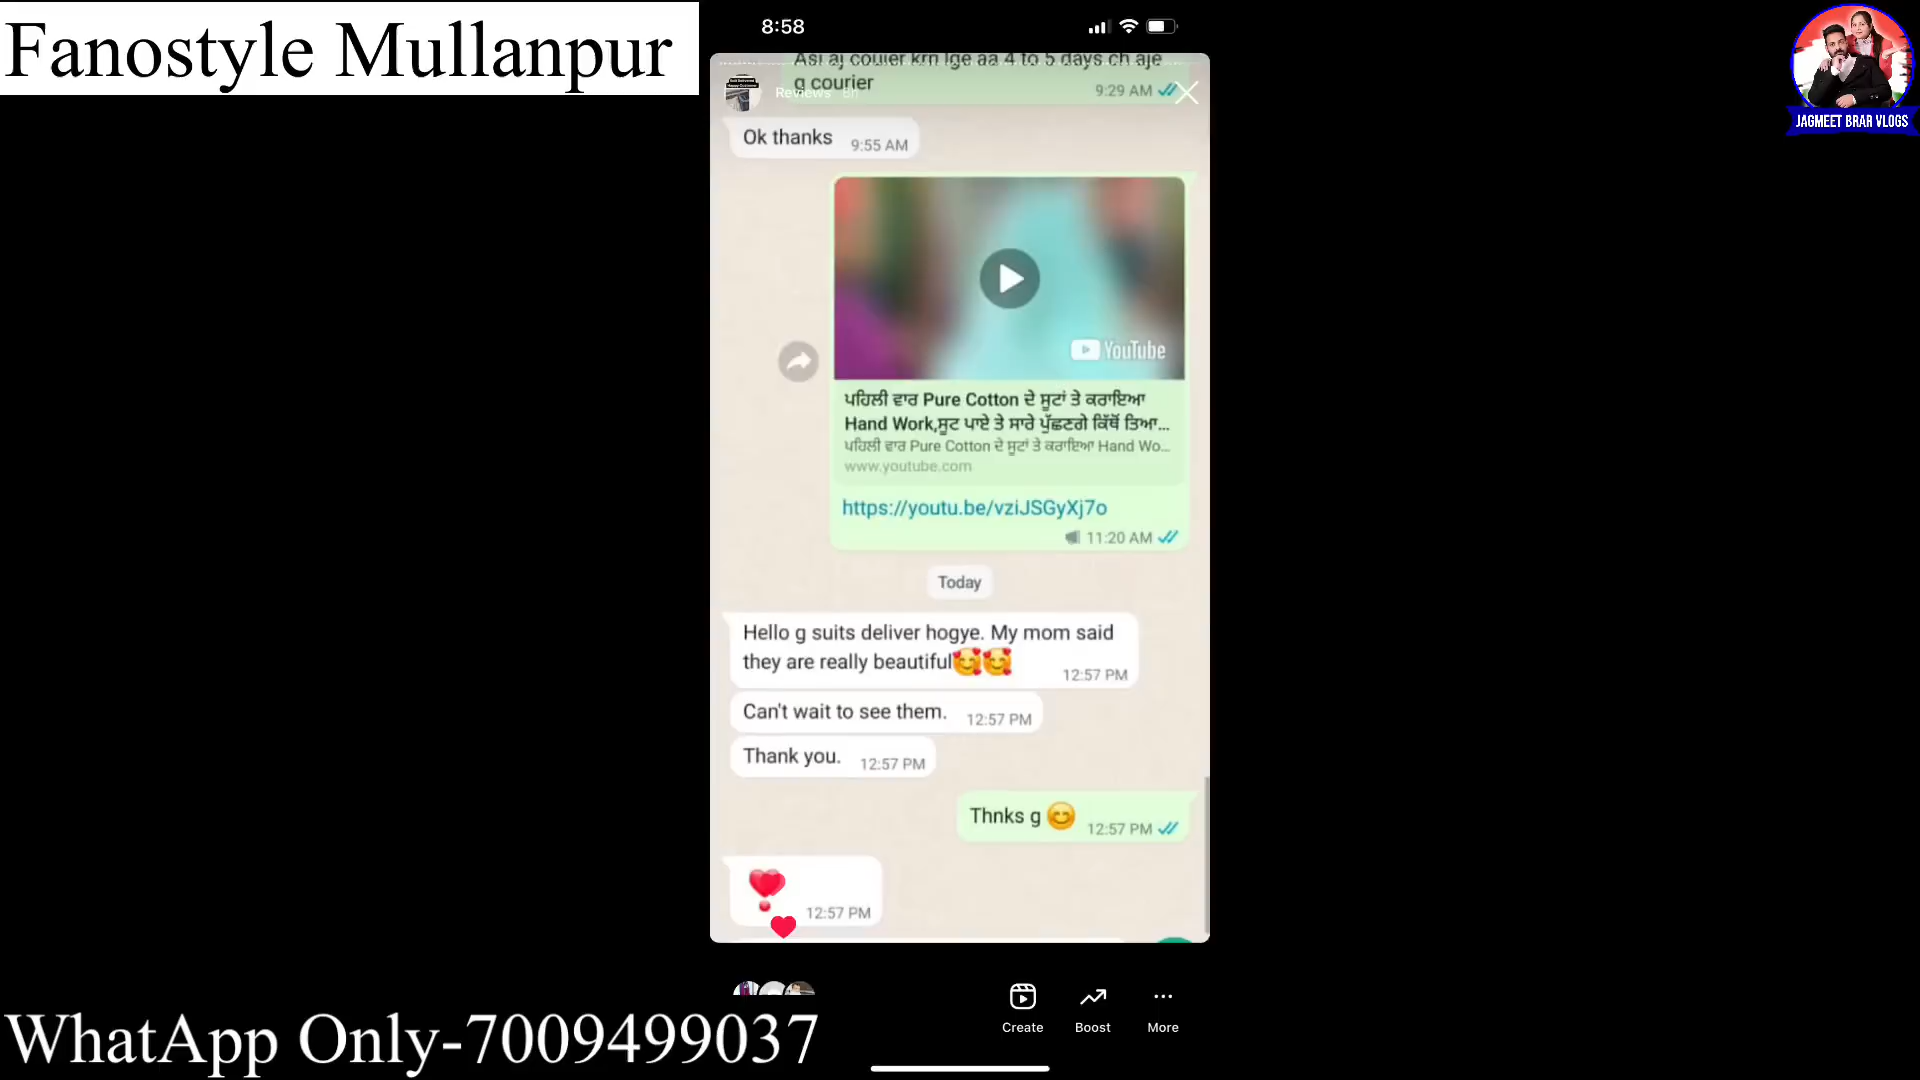 Fanostyle Mullanpur
8:58
Asi aj couier krn lge aa 4 to 5 days ch aje
g courier
9:29 AM
Reviews 8h
JAGMEET BRAR VLOGS
Ok thanks 9:55 AM
YouTube
ਪਹਿਲੀ ਵਾਰ Pure Cotton ਦੇ ਸੂਟਾਂ ਤੇ ਕਰਾਇਆ
Hand Work,ਸੂਟ ਪਾਏ ਤੇ ਸਾਰੇ ਪੁੱਛਣਗੇ ਕਿੱਥੋਂ ਤਿਆ...
ਪਹਿਲੀ ਵਾਰ Pure Cotton ਦੇ ਸੂਟਾਂ ਤੇ ਕਰਾਇਆ Hand Wo...
www.youtube.com
https://youtu.be/vziJSGyXj7o
11:20 AM
Today
Hello g suits deliver hogye. My mom said
they are really beautiful🥰🥰
12:57 PM
Can't wait to see them. 12:57 PM
Thank you. 12:57 PM
Thnks g 😊 12:57 PM
12:57 PM
Create Boost More
WhatApp Only-7009499037